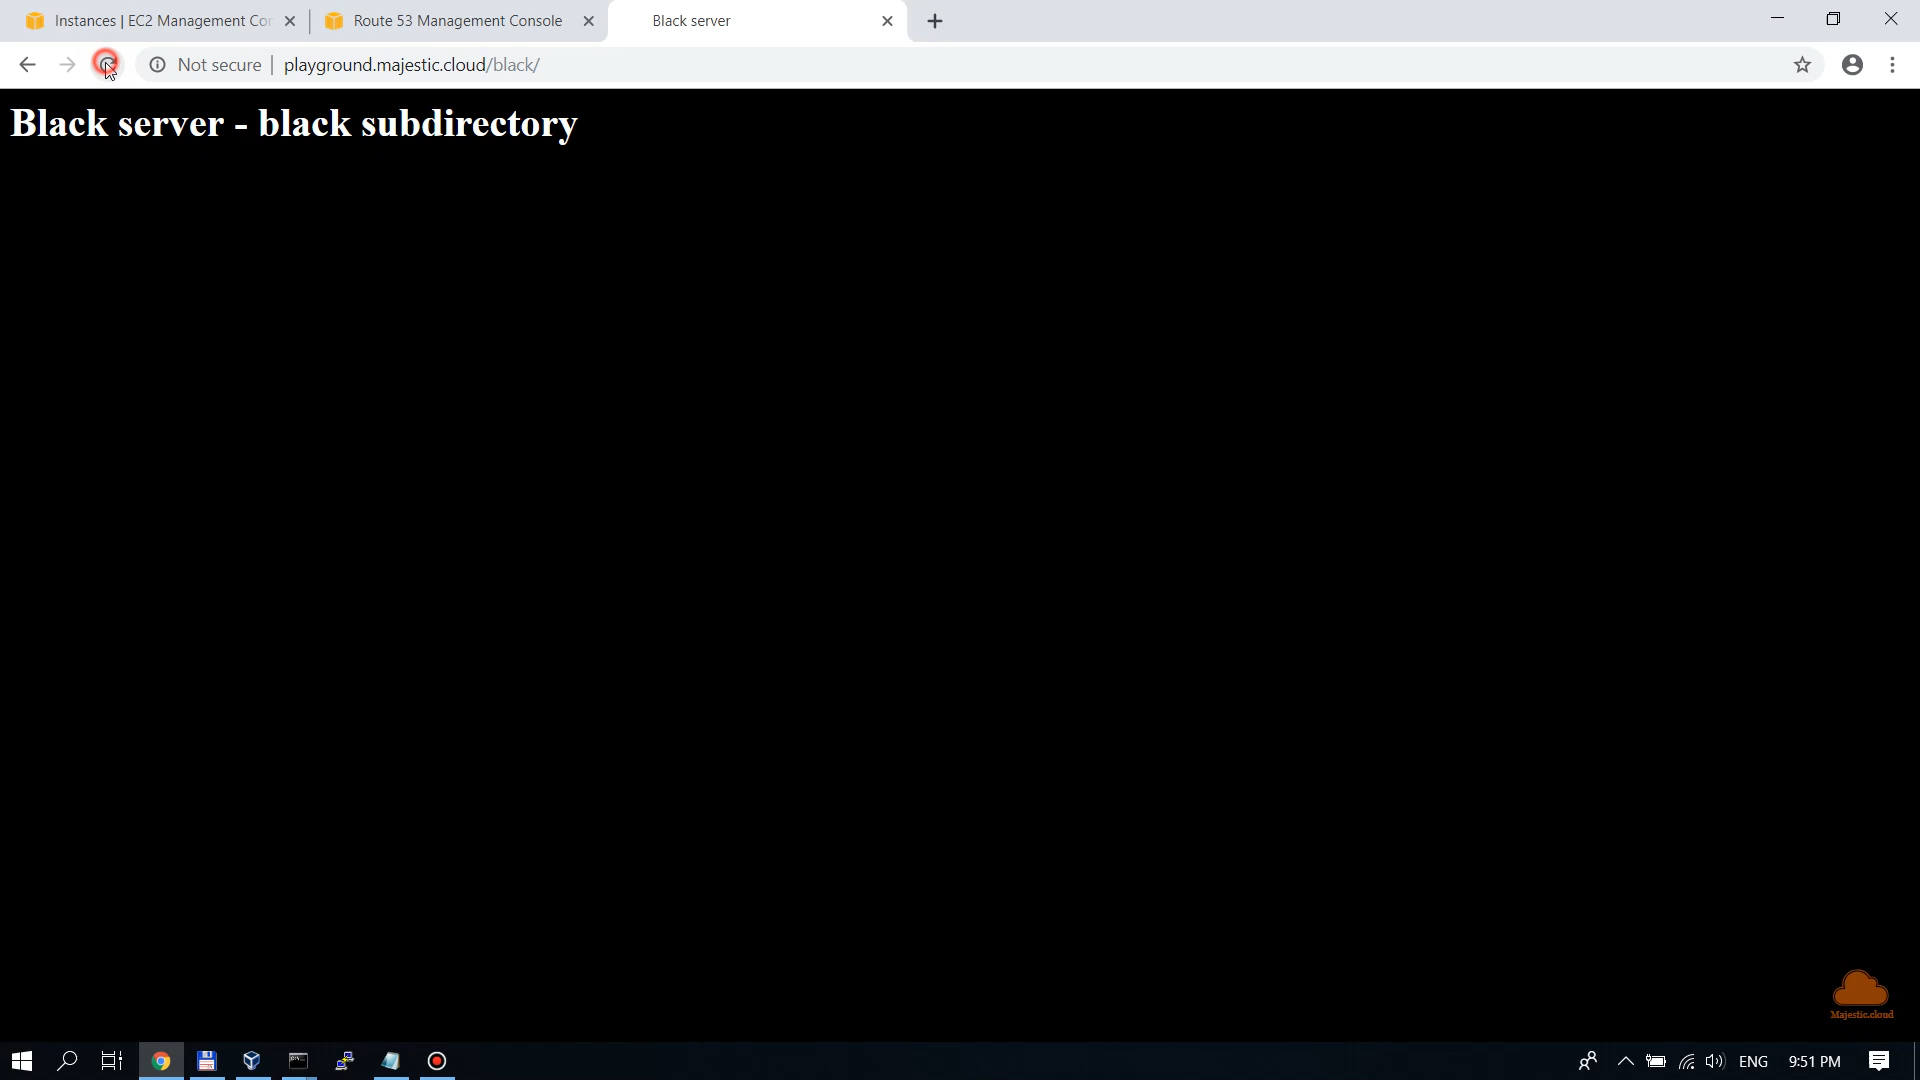 Instances | EC2 Management Con
Route 53 Management Console
Black server
Not secure
playground.majestic.cloud/black/
Black server - black subdirectory
Majestic.cloud
ENG
9:51 PM